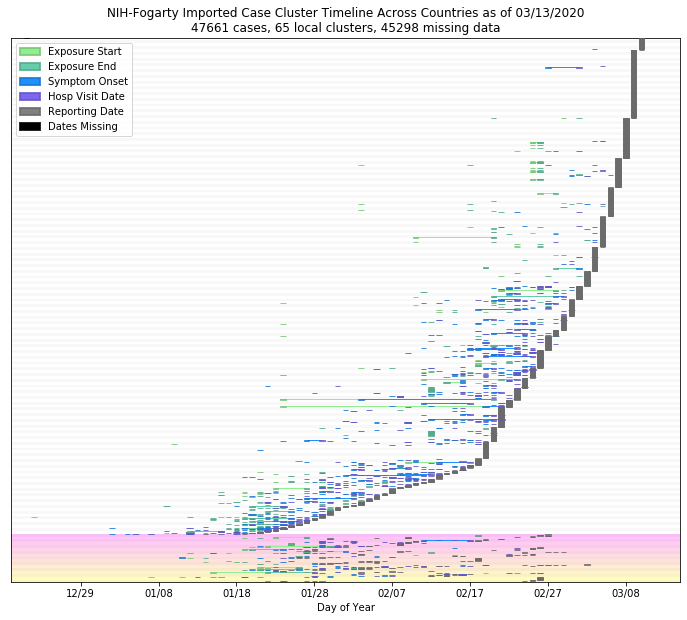 NIH-Fogarty Imported Case Cluster Timeline Across Countries as of 03/13/2020
47661 cases, 65 local clusters, 45298 missing data
Exposure Start
Exposure End
Symptom Onset
Hosp Visit Date
Reporting Date
Dates Missing
12/29 01/08 01/18 01/28 02/07 02/17 02/27 03/08
Day of Year